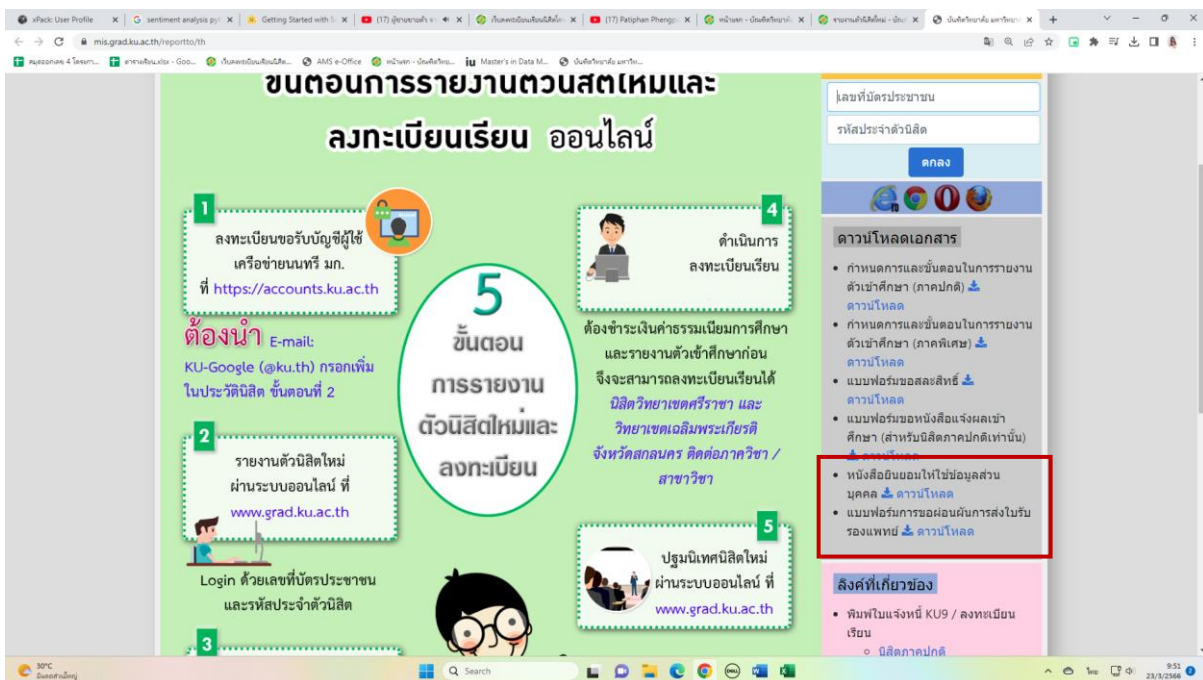 xPack: User Profile
sentiment analysis pyt
Getting Started with
(17) Patiphan Phengp
mis.grad.ku.ac.th/reportto/th
AMS e-Office
Master's in Data M...
ขั้นตอนการรายงานตัวนิสิตใหม่และ
ลงทะเบียนเรียน ออนไลน์
1
ลงทะเบียนขอรับบัญชีผู้ใช้
เครือข่ายนนทรี มก.
ที่ https://accounts.ku.ac.th
ต้องนำ E-mail:
KU-Google (@ku.th) กรอกเพิ่ม
ในประวัตินิสิต ขั้นตอนที่ 2
2
รายงานตัวนิสิตใหม่
ผ่านระบบออนไลน์ ที่
www.grad.ku.ac.th
Login ด้วยเลขที่บัตรประชาชน
และรหัสประจำตัวนิสิต
3
5
ขั้นตอน
การรายงาน
ตัวนิสิตใหม่และ
ลงทะเบียน
4
ดำเนินการ
ลงทะเบียนเรียน
ต้องชำระเงินค่าธรรมเนียมการศึกษา
และรายงานตัวเข้าศึกษาก่อน
จึงจะสามารถลงทะเบียนเรียนได้
นิสิตวิทยาเขตศรีราชา และ
วิทยาเขตเฉลิมพระเกียรติ
จังหวัดสกลนคร ติดต่อภาควิชา /
สาขาวิชา
5
ปฐมนิเทศนิสิตใหม่
ผ่านระบบออนไลน์ ที่
www.grad.ku.ac.th
เลขที่บัตรประชาชน
รหัสประจำตัวนิสิต
ตกลง
ดาวน์โหลดเอกสาร
กำหนดการและขั้นตอนในการรายงาน
ตัวเข้าศึกษา (ภาคปกติ)
ดาวน์โหลด
กำหนดการและขั้นตอนในการรายงาน
ตัวเข้าศึกษา (ภาคพิเศษ)
ดาวน์โหลด
แบบฟอร์มขอสละสิทธิ์
ดาวน์โหลด
แบบฟอร์มขอหนังสือแจ้งผลเข้า
ศึกษา (สำหรับนิสิตภาคปกติเท่านั้น)
ดาวน์โหลด
หนังสือยินยอมให้ใช้ข้อมูลส่วน
บุคคล ดาวน์โหลด
แบบฟอร์มการขอผ่อนผันการส่งใบรับ
รองแพทย์ ดาวน์โหลด
ลิงค์ที่เกี่ยวข้อง
พิมพ์ใบแจ้งหนี้ KU9 / ลงทะเบียน
เรียน
นิสิตภาคปกติ
30°C
Search
9:51
23/3/2566